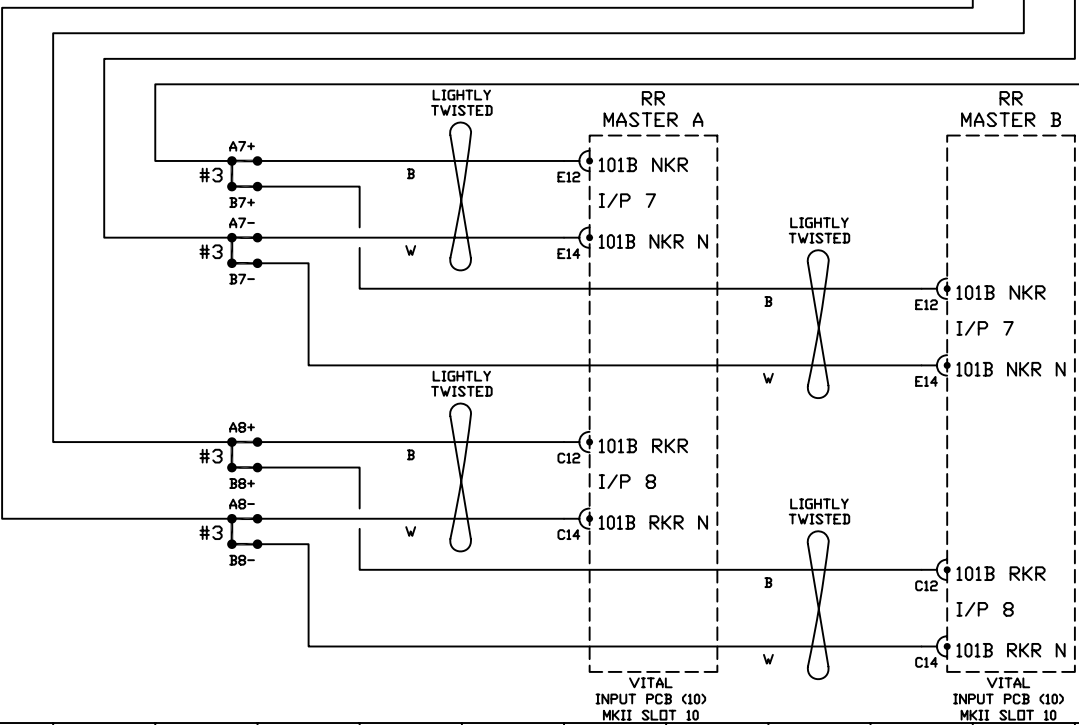 LIGHTLY
TWISTED
RR
MASTER A
RR
MASTER B
A7+
#3
B7+
B
E12
101B NKR
I/P 7
A7-
#3
B7-
W
E14
101B NKR N
LIGHTLY
TWISTED
B
E12
101B NKR
I/P 7
W
E14
101B NKR N
LIGHTLY
TWISTED
A8+
#3
B8+
B
C12
101B RKR
I/P 8
A8-
#3
B8-
W
C14
101B RKR N
LIGHTLY
TWISTED
B
C12
101B RKR
I/P 8
W
C14
101B RKR N
VITAL
INPUT PCB (10)
MKII SLOT 10
VITAL
INPUT PCB (10)
MKII SLOT 10